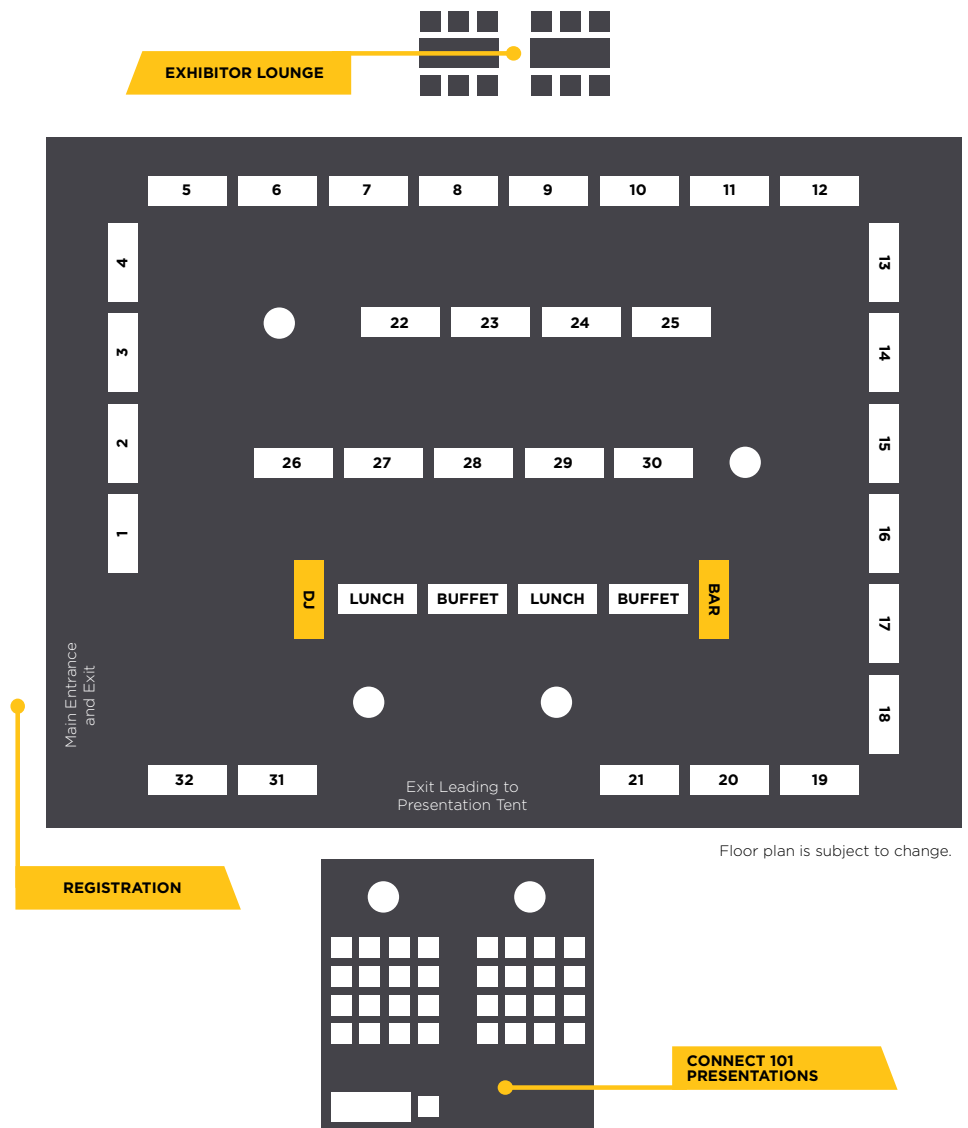 EXHIBITOR LOUNGE
5 6 7 8 9 10 11 12
4
3
2
1
13
14
15
16
17
18
22 23 24 25
26 27 28 29 30
DJ
LUNCH BUFFET LUNCH BUFFET
BAR
Main Entrance
and Exit
32 31
Exit Leading to
Presentation Tent
21 20 19
Floor plan is subject to change.
REGISTRATION
CONNECT 101
PRESENTATIONS